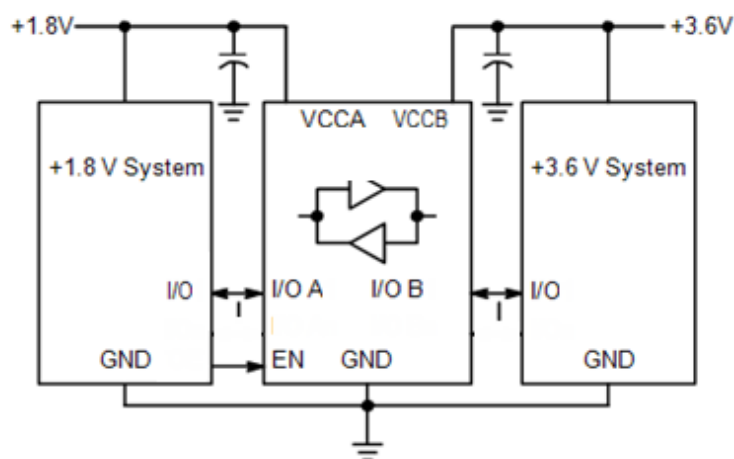 +1.8V
+3.6V
VCCA
VCCB
+1.8 V System
+3.6 V System
I/O
I/O A
I/O B
I/O
GND
EN
GND
GND